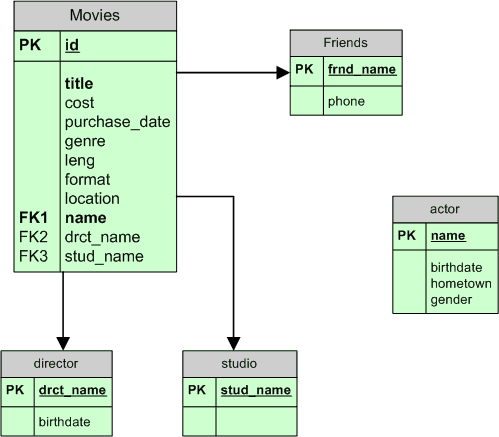 Movies
PK id
title
cost
purchase_date
genre
leng
format
location
FK1 name
FK2 drct_name
FK3 stud_name
Friends
PK frnd_name
phone
actor
PK name
birthdate
hometown
gender
director
PK drct_name
birthdate
studio
PK stud_name